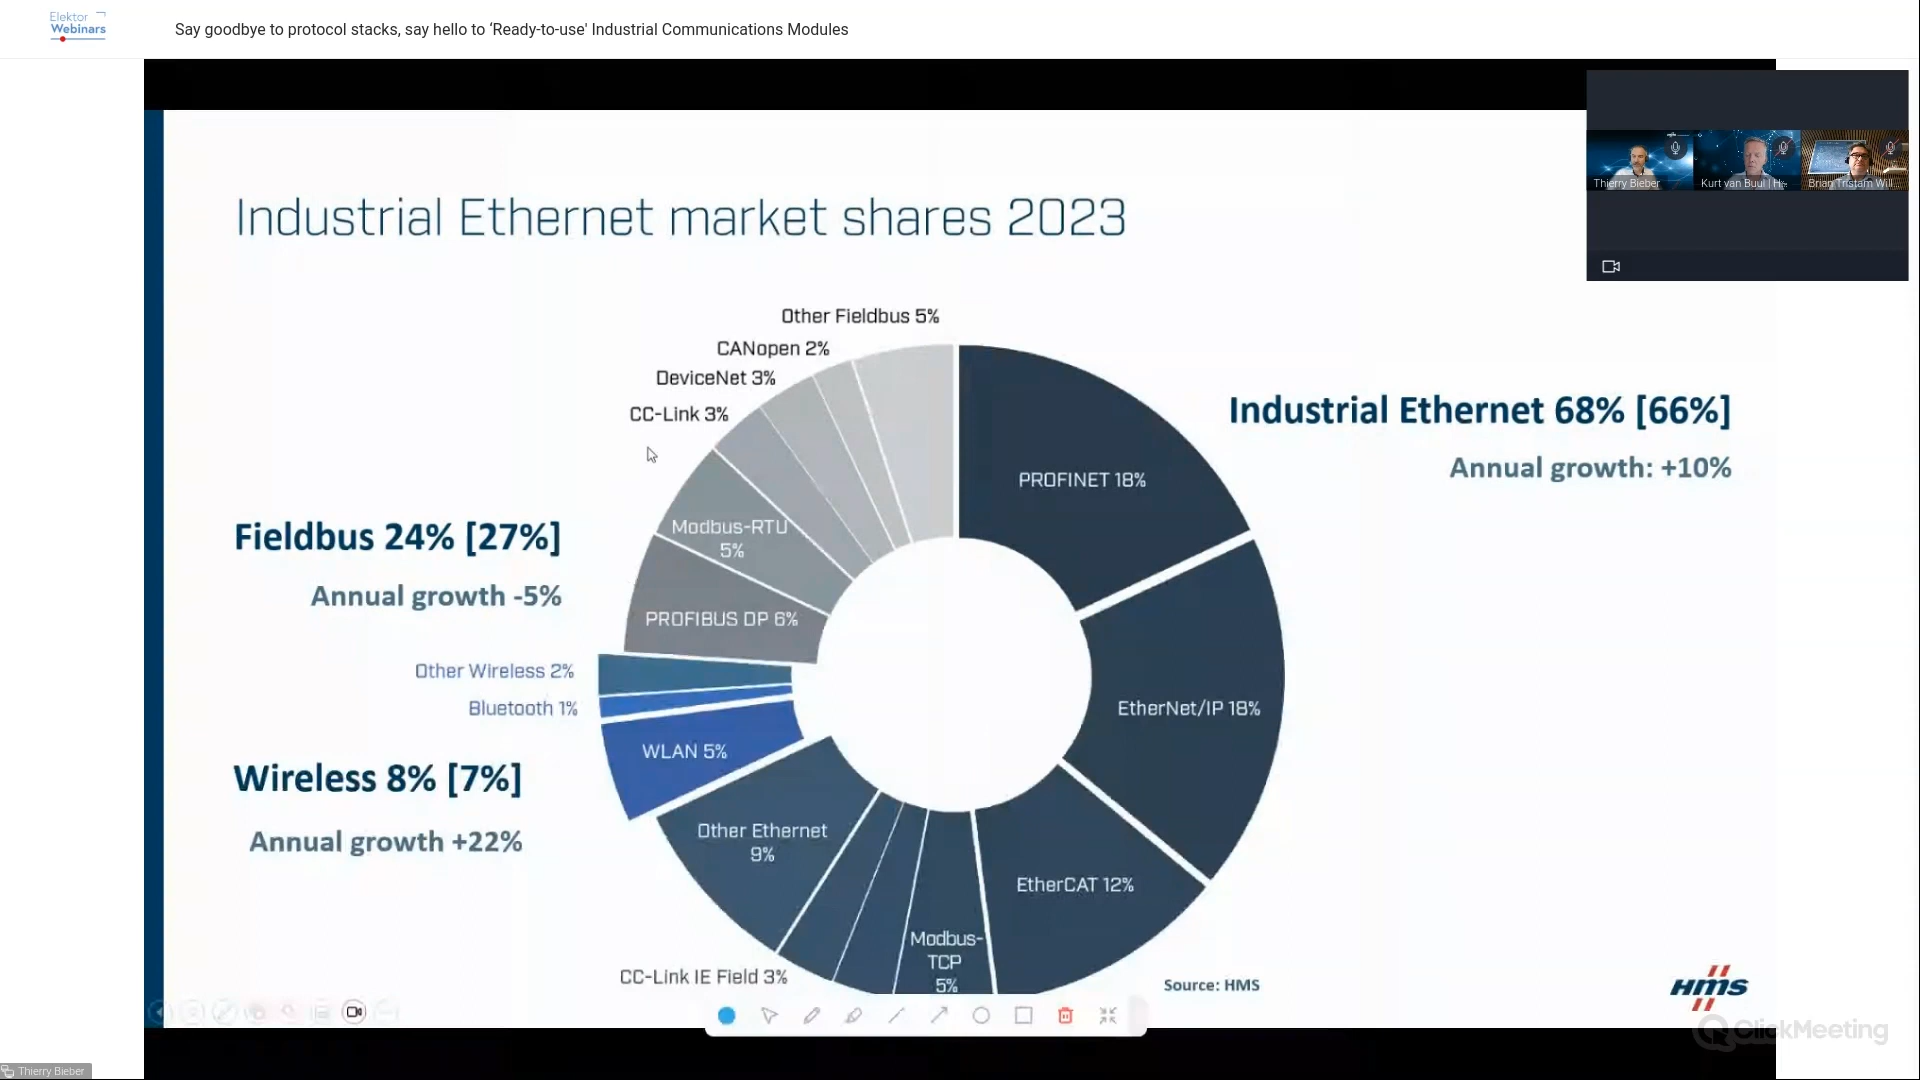 Elektor
Webinars
Say goodbye to protocol stacks, say hello to ‘Ready-to-use' Industrial Communications Modules
Thierry Bieber
Kurt van Buul | H
Brian Tristam Will
Industrial Ethernet market shares 2023
Other Fieldbus 5%
CANopen 2%
DeviceNet 3%
CC-Link 3%
Industrial Ethernet 68% [66%]
Annual growth: +10%
PROFINET 18%
Modbus-RTU
5%
Fieldbus 24% [27%]
Annual growth -5%
PROFIBUS DP 6%
Other Wireless 2%
Bluetooth 1%
EtherNet/IP 18%
WLAN 5%
Wireless 8% [7%]
Annual growth +22%
Other Ethernet
9%
EtherCAT 12%
Modbus-
TCP
5%
CC-Link IE Field 3%
Source: HMS
HMS
ClickMeeting
Thierry Bieber